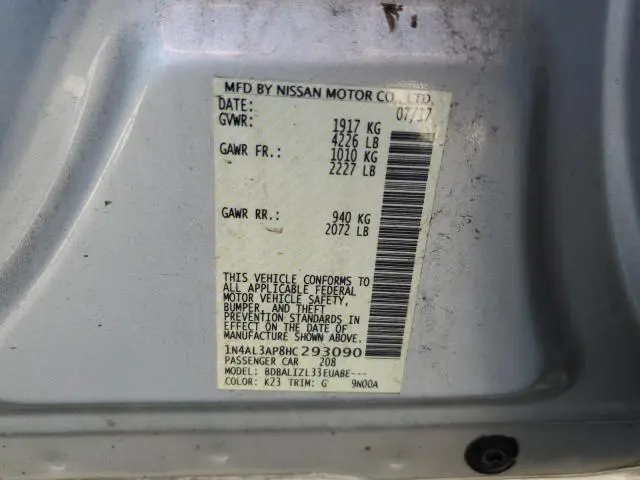 MFD BY NISSAN MOTOR CO., LTD.
DATE: 07/17
GVWR: 1917 KG
4226 LB
GAWR FR.: 1010 KG
2227 LB
GAWR RR.: 940 KG
2072 LB
THIS VEHICLE CONFORMS TO
ALL APPLICABLE FEDERAL
MOTOR VEHICLE SAFETY,
BUMPER, AND THEFT
PREVENTION STANDARDS IN
EFFECT ON THE DATE OF
MANUFACTURE SHOWN ABOVE.
1N4AL3AP8HC293090
PASSENGER CAR 208
MODEL: BDBALIZL33EUABE---
COLOR: K23 TRIM: G 9N00A